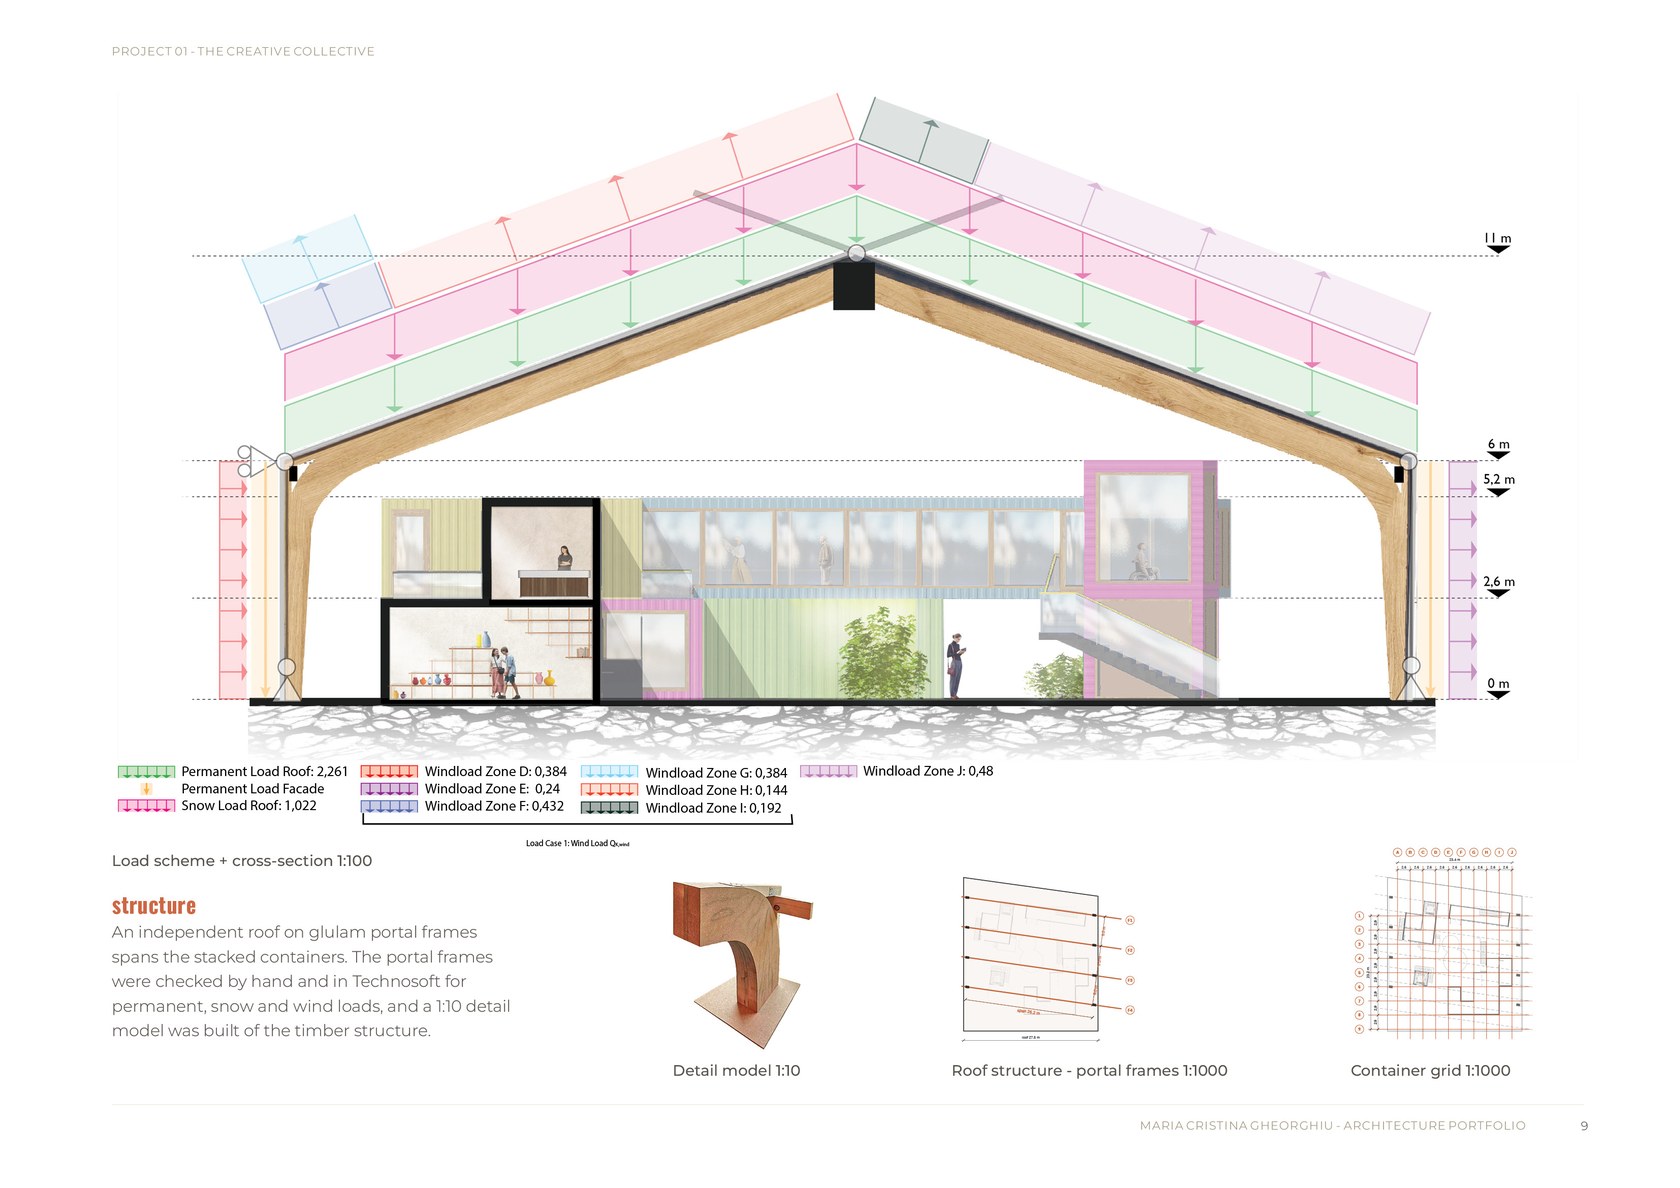 PROJECT 01 - THE CREATIVE COLLECTIVE
11 m
6 m
5,2 m
2,6 m
0 m
Permanent Load Roof: 2,261
Permanent Load Facade
Snow Load Roof: 1,022
Windload Zone D: 0,384
Windload Zone E: 0,24
Windload Zone F: 0,432
Windload Zone G: 0,384
Windload Zone H: 0,144
Windload Zone I: 0,192
Windload Zone J: 0,48
Load Case 1: Wind Load
Load scheme + cross-section 1:100
structure
An independent roof on glulam portal frames
spans the stacked containers. The portal frames
were checked by hand and in Technosoft for
permanent, snow and wind loads, and a 1:10 detail
model was built of the timber structure.
Detail model 1:10
Roof structure - portal frames 1:1000
Container grid 1:1000
MARIA CRISTINA GHEORGHIU - ARCHITECTURE PORTFOLIO
9